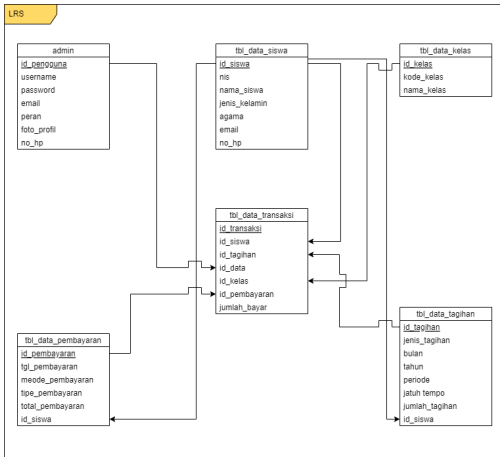 LRS
admin
id_pengguna
username
password
email
peran
foto_profil
no_hp
tbl_data_siswa
id_siswa
nis
nama_siswa
jenis_kelamin
agama
email
no_hp
tbl_data_kelas
id_kelas
kode_kelas
nama_kelas
tbl_data_transaksi
id_transaksi
id_siswa
id_tagihan
id_data
id_kelas
id_pembayaran
jumlah_bayar
tbl_data_pembayaran
id_pembayaran
tgl_pembayaran
meode_pembayaran
tipe_pembayaran
total_pembayaran
id_siswa
tbl_data_tagihan
id_tagihan
jenis_tagihan
bulan
tahun
periode
jatuh tempo
jumlah_tagihan
id_siswa